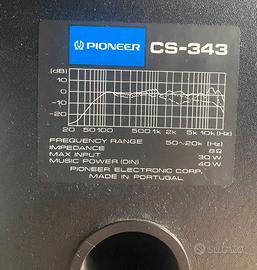 PIONEER CS-343
[dB]
+10
0
-10
-20
20 50 100 500 1k 2k 5k 10k (Hz)
FREQUENCY RANGE 50~20k (Hz)
IMPEDANCE 8Ω
MAX INPUT 30 W
MUSIC POWER (DIN) 40 W
PIONEER ELECTRONIC CORP.
MADE IN PORTUGAL
subito